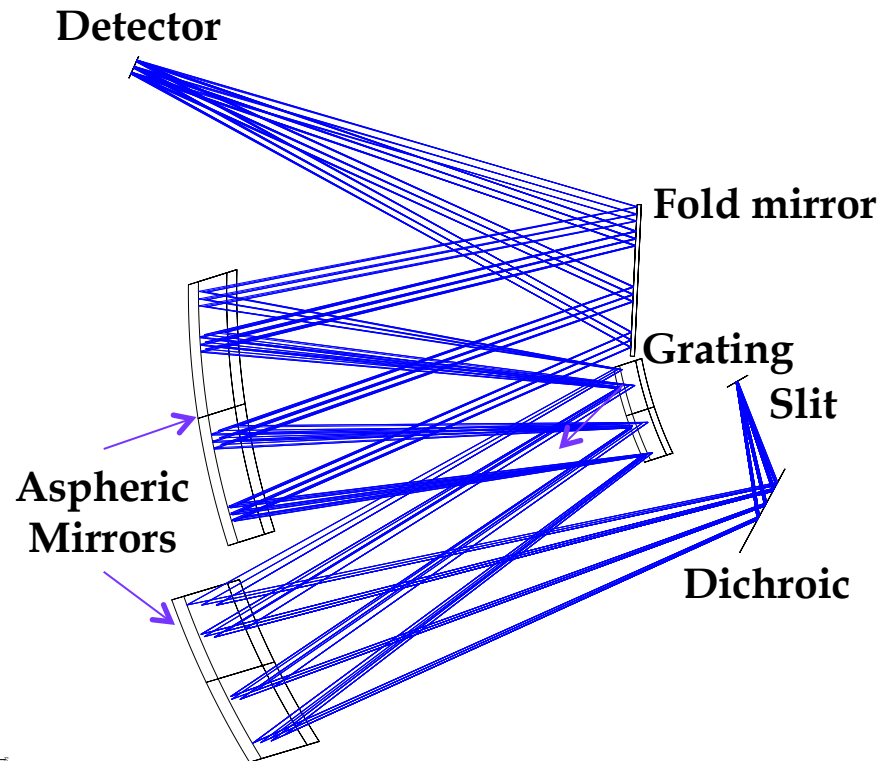 Detector
Fold mirror
Grating
Slit
Aspheric
Mirrors
Dichroic